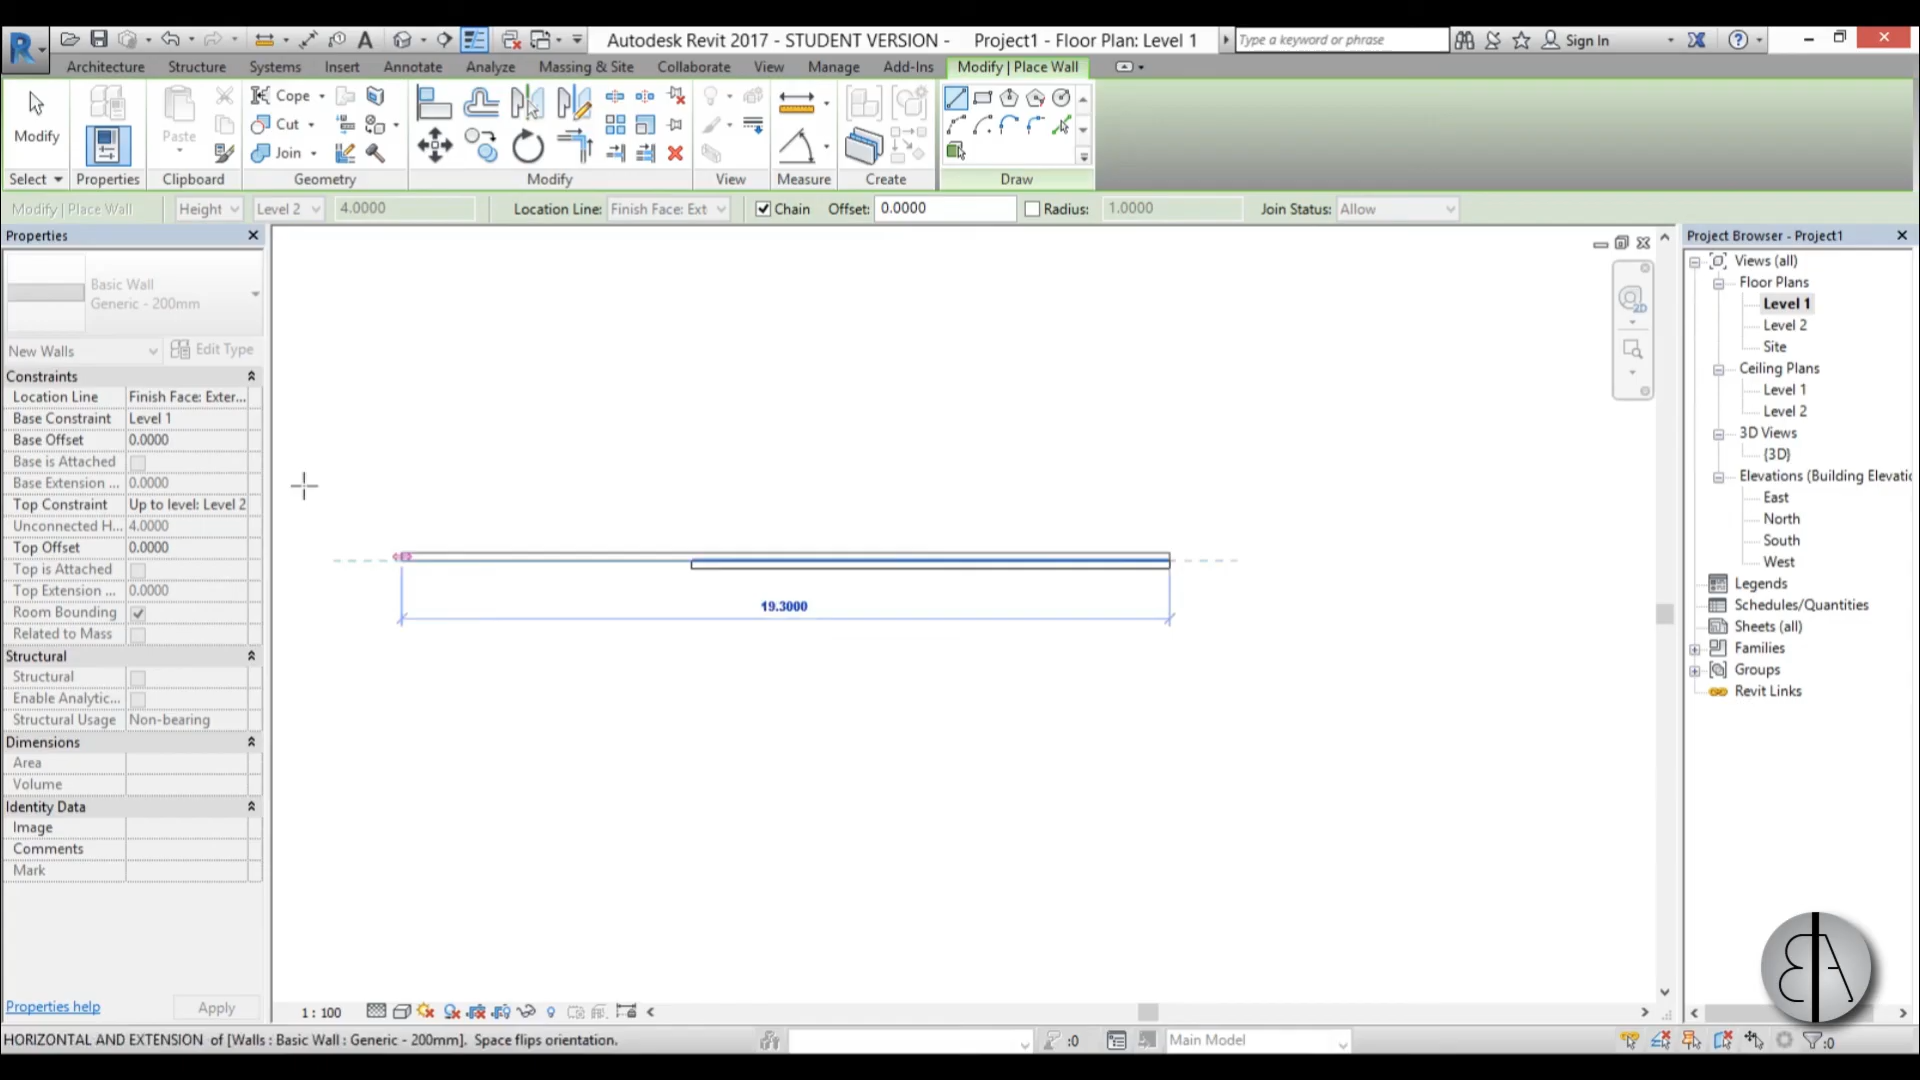 Autodesk Revit 2017 - STUDENT VERSION - Project1 - Floor Plan: Level 1
Type a keyword or phrase
Sign In
Architecture Structure Systems Insert Annotate Analyze Massing & Site Collaborate View Manage Add-Ins Modify | Place Wall
Modify
Paste
Cope
Cut
Join
Select Properties Clipboard Geometry Modify View Measure Create Draw
Modify | Place Wall Height Level 2 4.0000 Location Line: Finish Face: Ext Chain Offset: 0.0000 Radius: 1.0000 Join Status: Allow
Properties
Basic Wall
Generic - 200mm
New Walls Edit Type
Constraints
Location Line Finish Face: Exter...
Base Constraint Level 1
Base Offset 0.0000
Base is Attached
Base Extension ... 0.0000
Top Constraint Up to level: Level 2
Unconnected H... 4.0000
Top Offset 0.0000
Top is Attached
Top Extension ... 0.0000
Room Bounding
Related to Mass
Structural
Structural
Enable Analytic...
Structural Usage Non-bearing
Dimensions
Area
Volume
Identity Data
Image
Comments
Mark
Properties help Apply
2D
19.3000
Project Browser - Project1
Views (all)
Floor Plans
Level 1
Level 2
Site
Ceiling Plans
Level 1
Level 2
3D Views
{3D}
Elevations (Building Elevatio
East
North
South
West
Legends
Schedules/Quantities
Sheets (all)
Families
Groups
Revit Links
1 : 100
HORIZONTAL AND EXTENSION of [Walls : Basic Wall : Generic - 200mm]. Space flips orientation.
:0
Main Model
:0